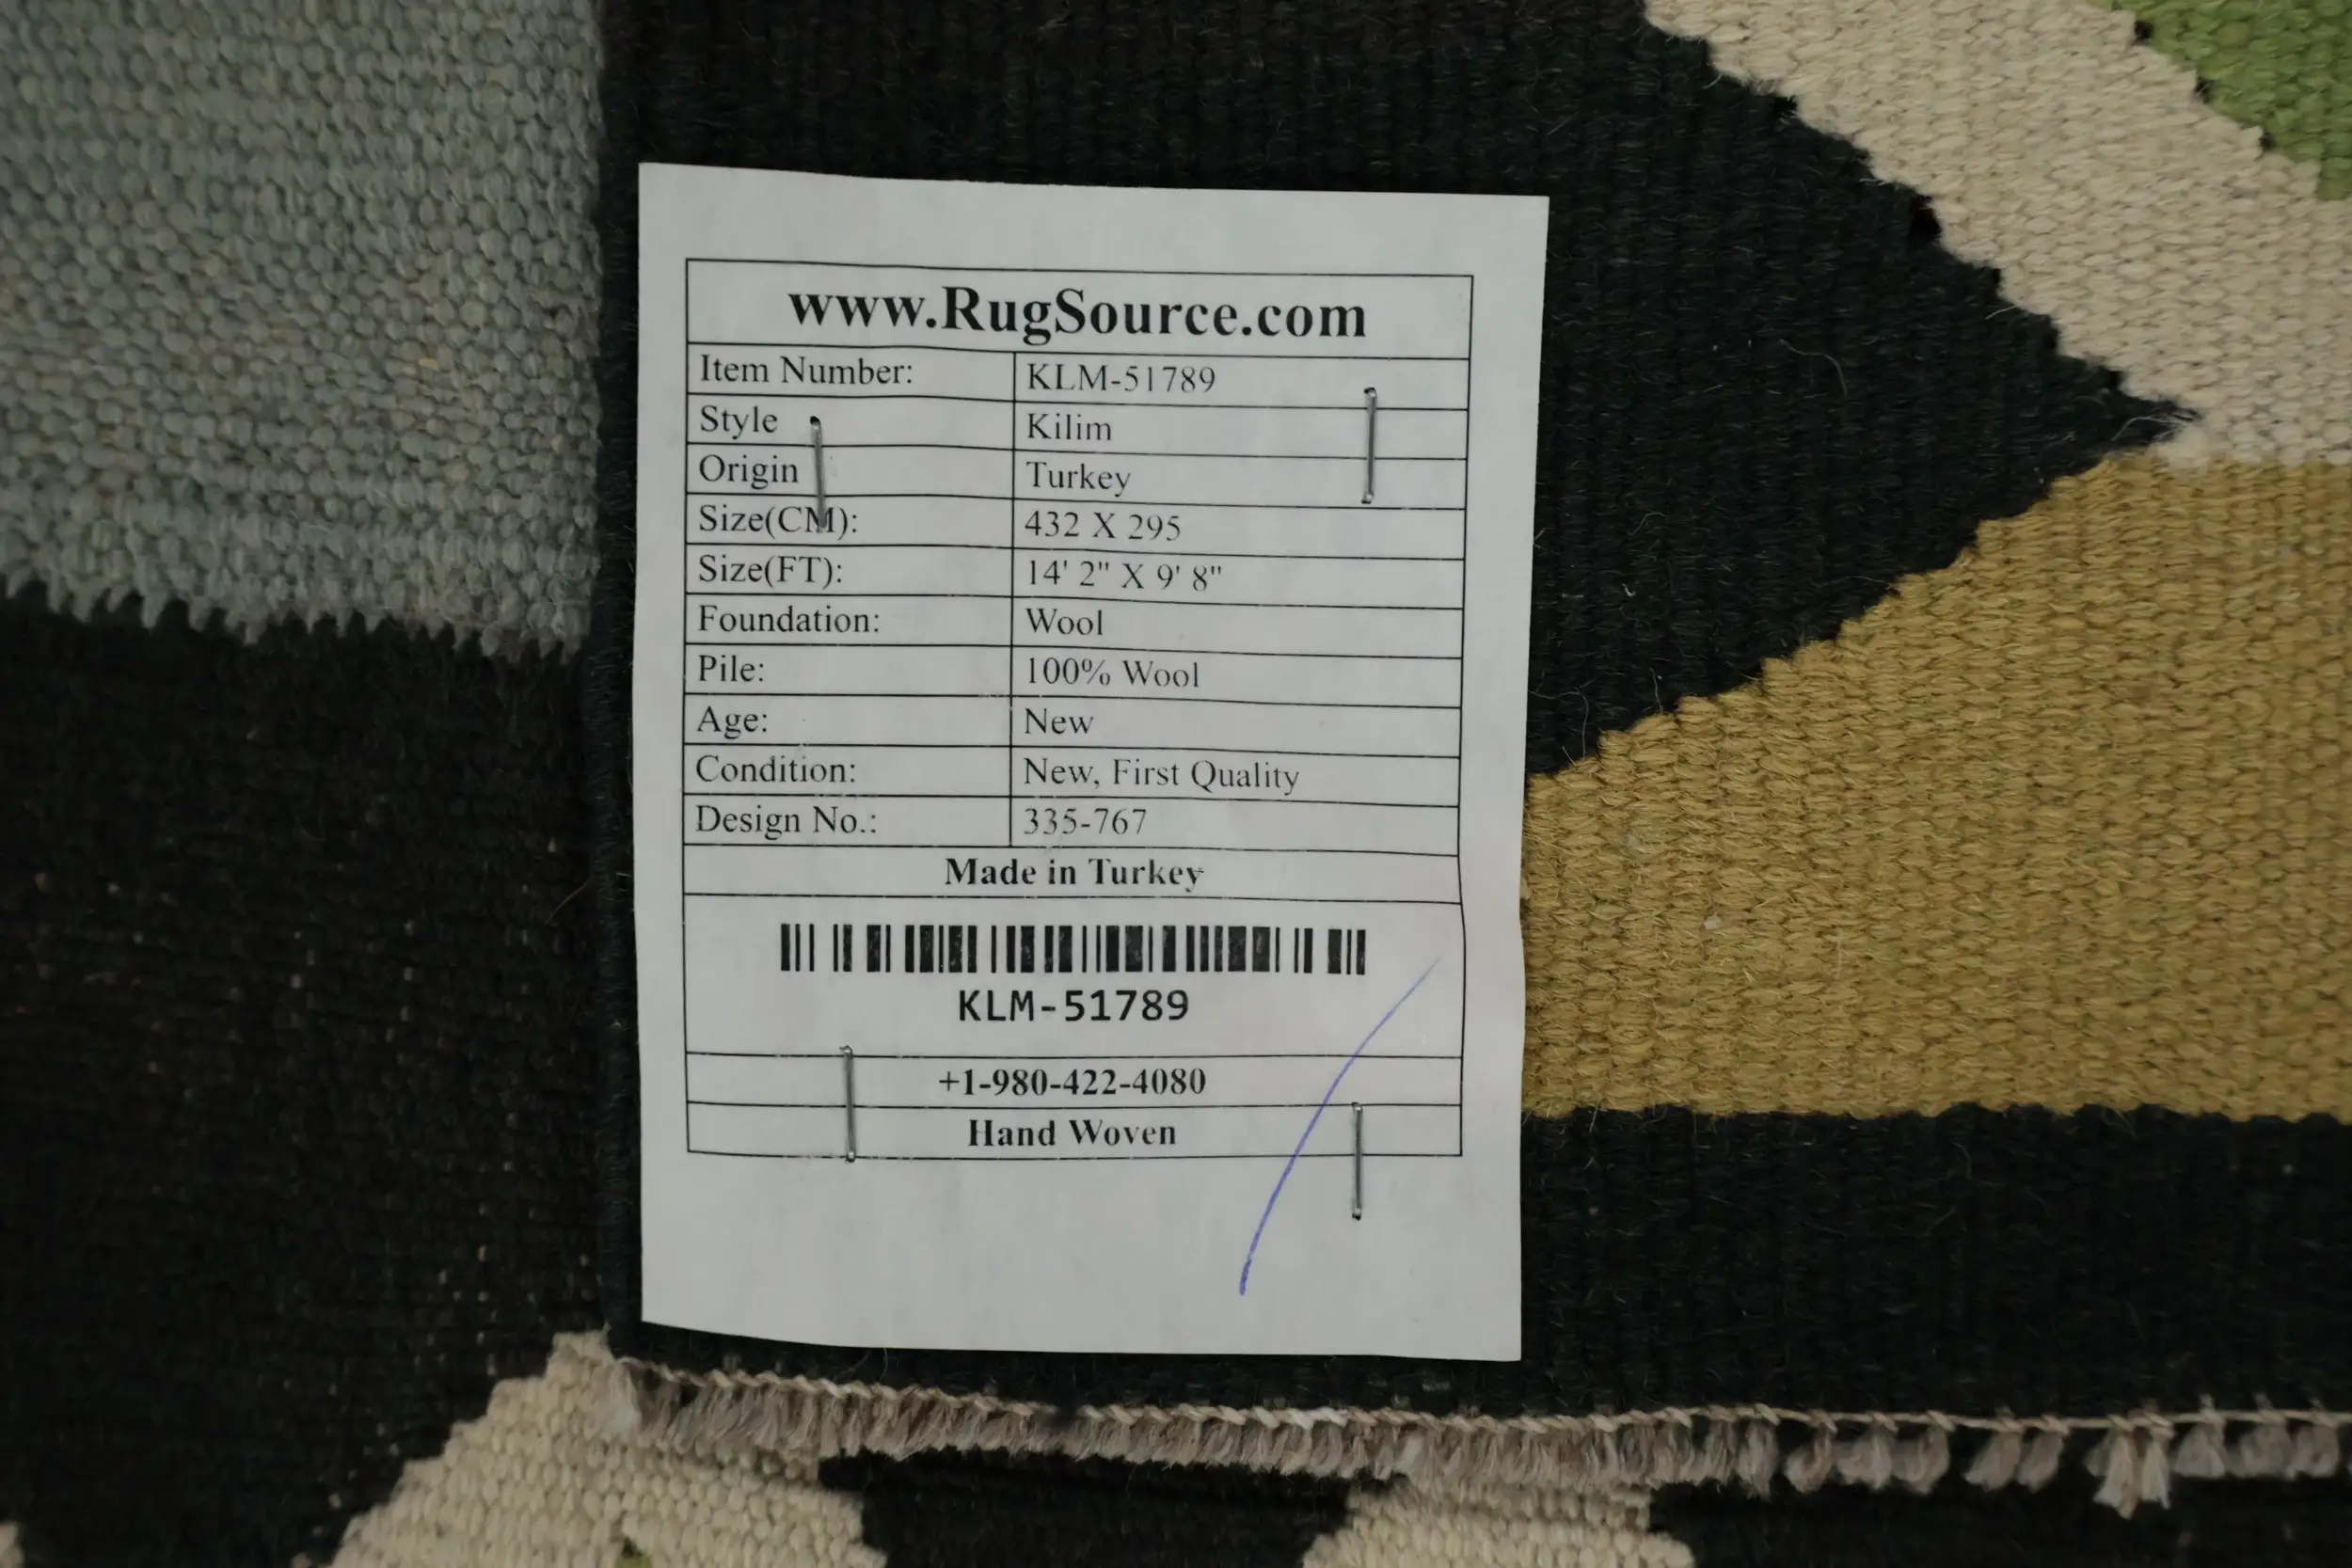 www.RugSource.com
Item Number: KLM-51789
Style Kilim
Origin Turkey
Size(CM): 432 X 295
Size(FT): 14' 2" X 9' 8"
Foundation: Wool
Pile: 100% Wool
Age: New
Condition: New, First Quality
Design No.: 335-767
Made in Turkey
KLM-51789
+1-980-422-4080
Hand Woven